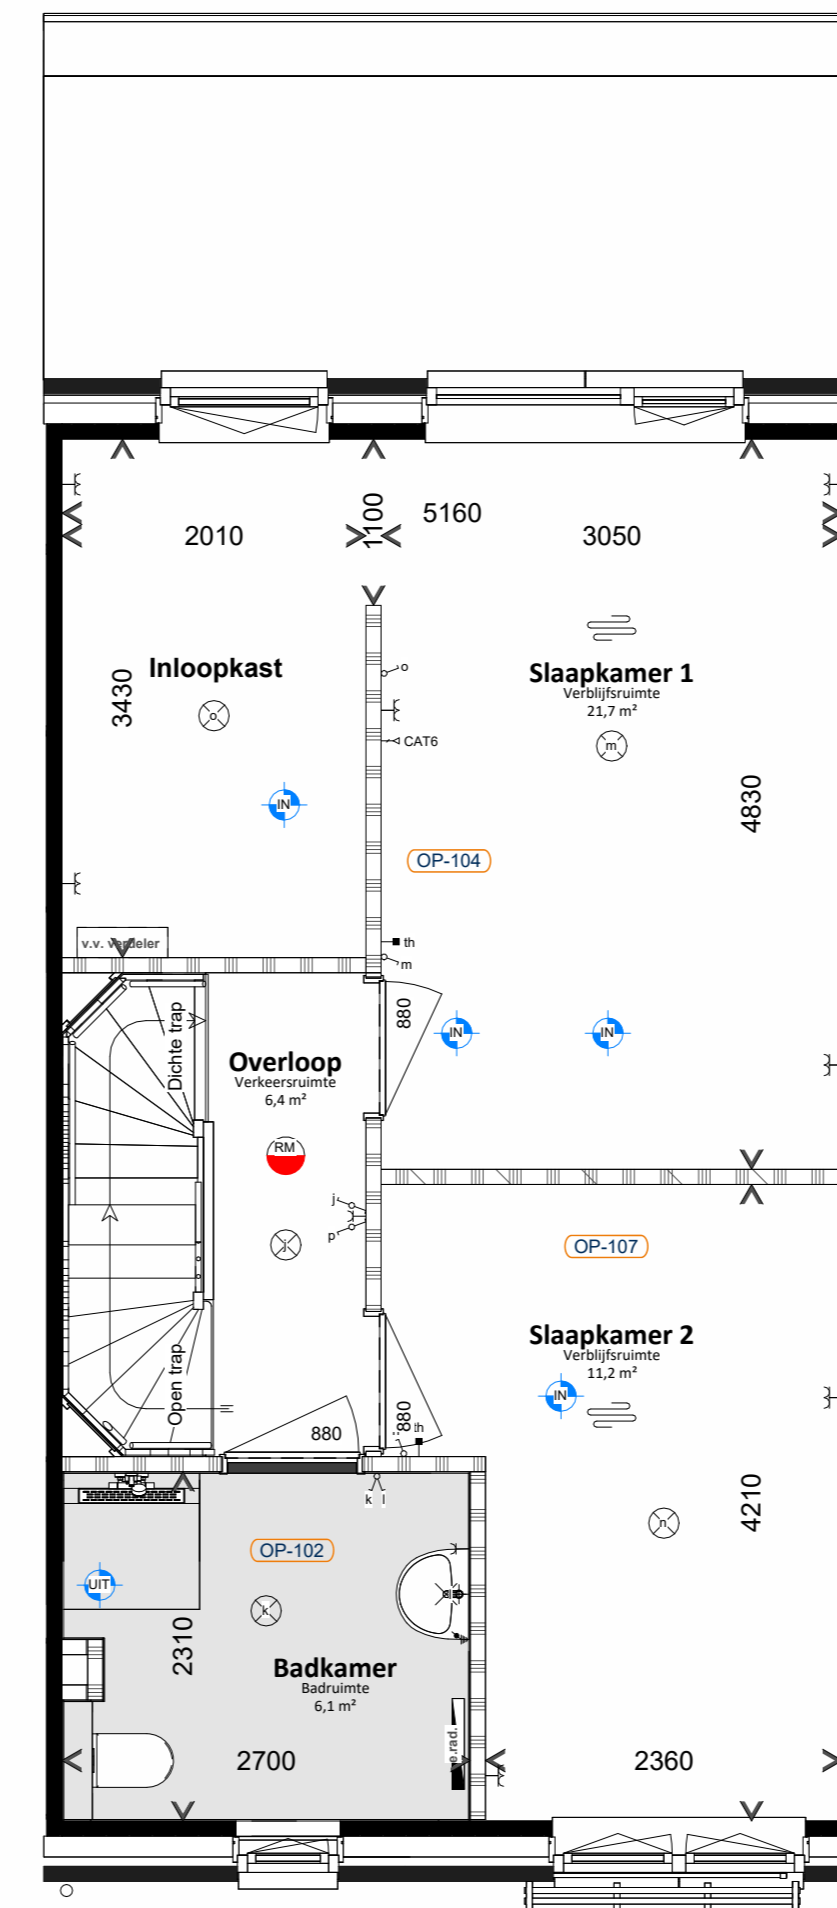 5160
2010
1100
3050
Inloopkast
3430
o
o
Slaapkamer 1
Verblijfsruimte
21,7 m²
m
CAT6
IN
4830
OP-104
v.v. verdeler
th
m
880
IN
IN
Dichte trap
Overloop
Verkeersruimte
6,4 m²
RM
j
p
j
OP-107
Slaapkamer 2
Verblijfsruimte
11,2 m²
IN
Open trap
880
880
th
k l
4210
n
OP-102
UIT
k
2310
Badkamer
Badruimte
6,1 m²
e.rad.
2700
2360